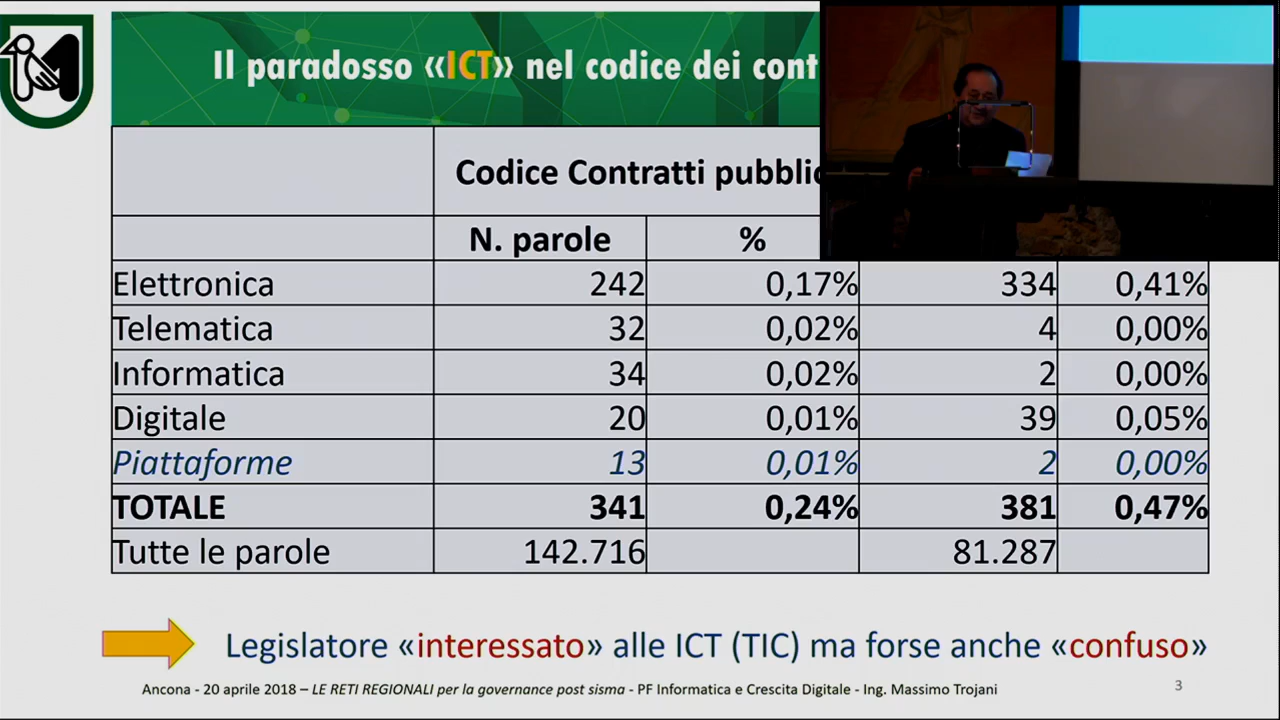 Il paradosso «ICT» nel codice dei cont
Codice Contratti pubblic
N. parole %
Elettronica 242 0,17% 334 0,41%
Telematica 32 0,02% 4 0,00%
Informatica 34 0,02% 2 0,00%
Digitale 20 0,01% 39 0,05%
Piattaforme 13 0,01% 2 0,00%
TOTALE 341 0,24% 381 0,47%
Tutte le parole 142.716 81.287
Legislatore «interessato» alle ICT (TIC) ma forse anche «confuso»
Ancona - 20 aprile 2018 – LE RETI REGIONALI per la governance post sisma - PF Informatica e Crescita Digitale - Ing. Massimo Trojani
3